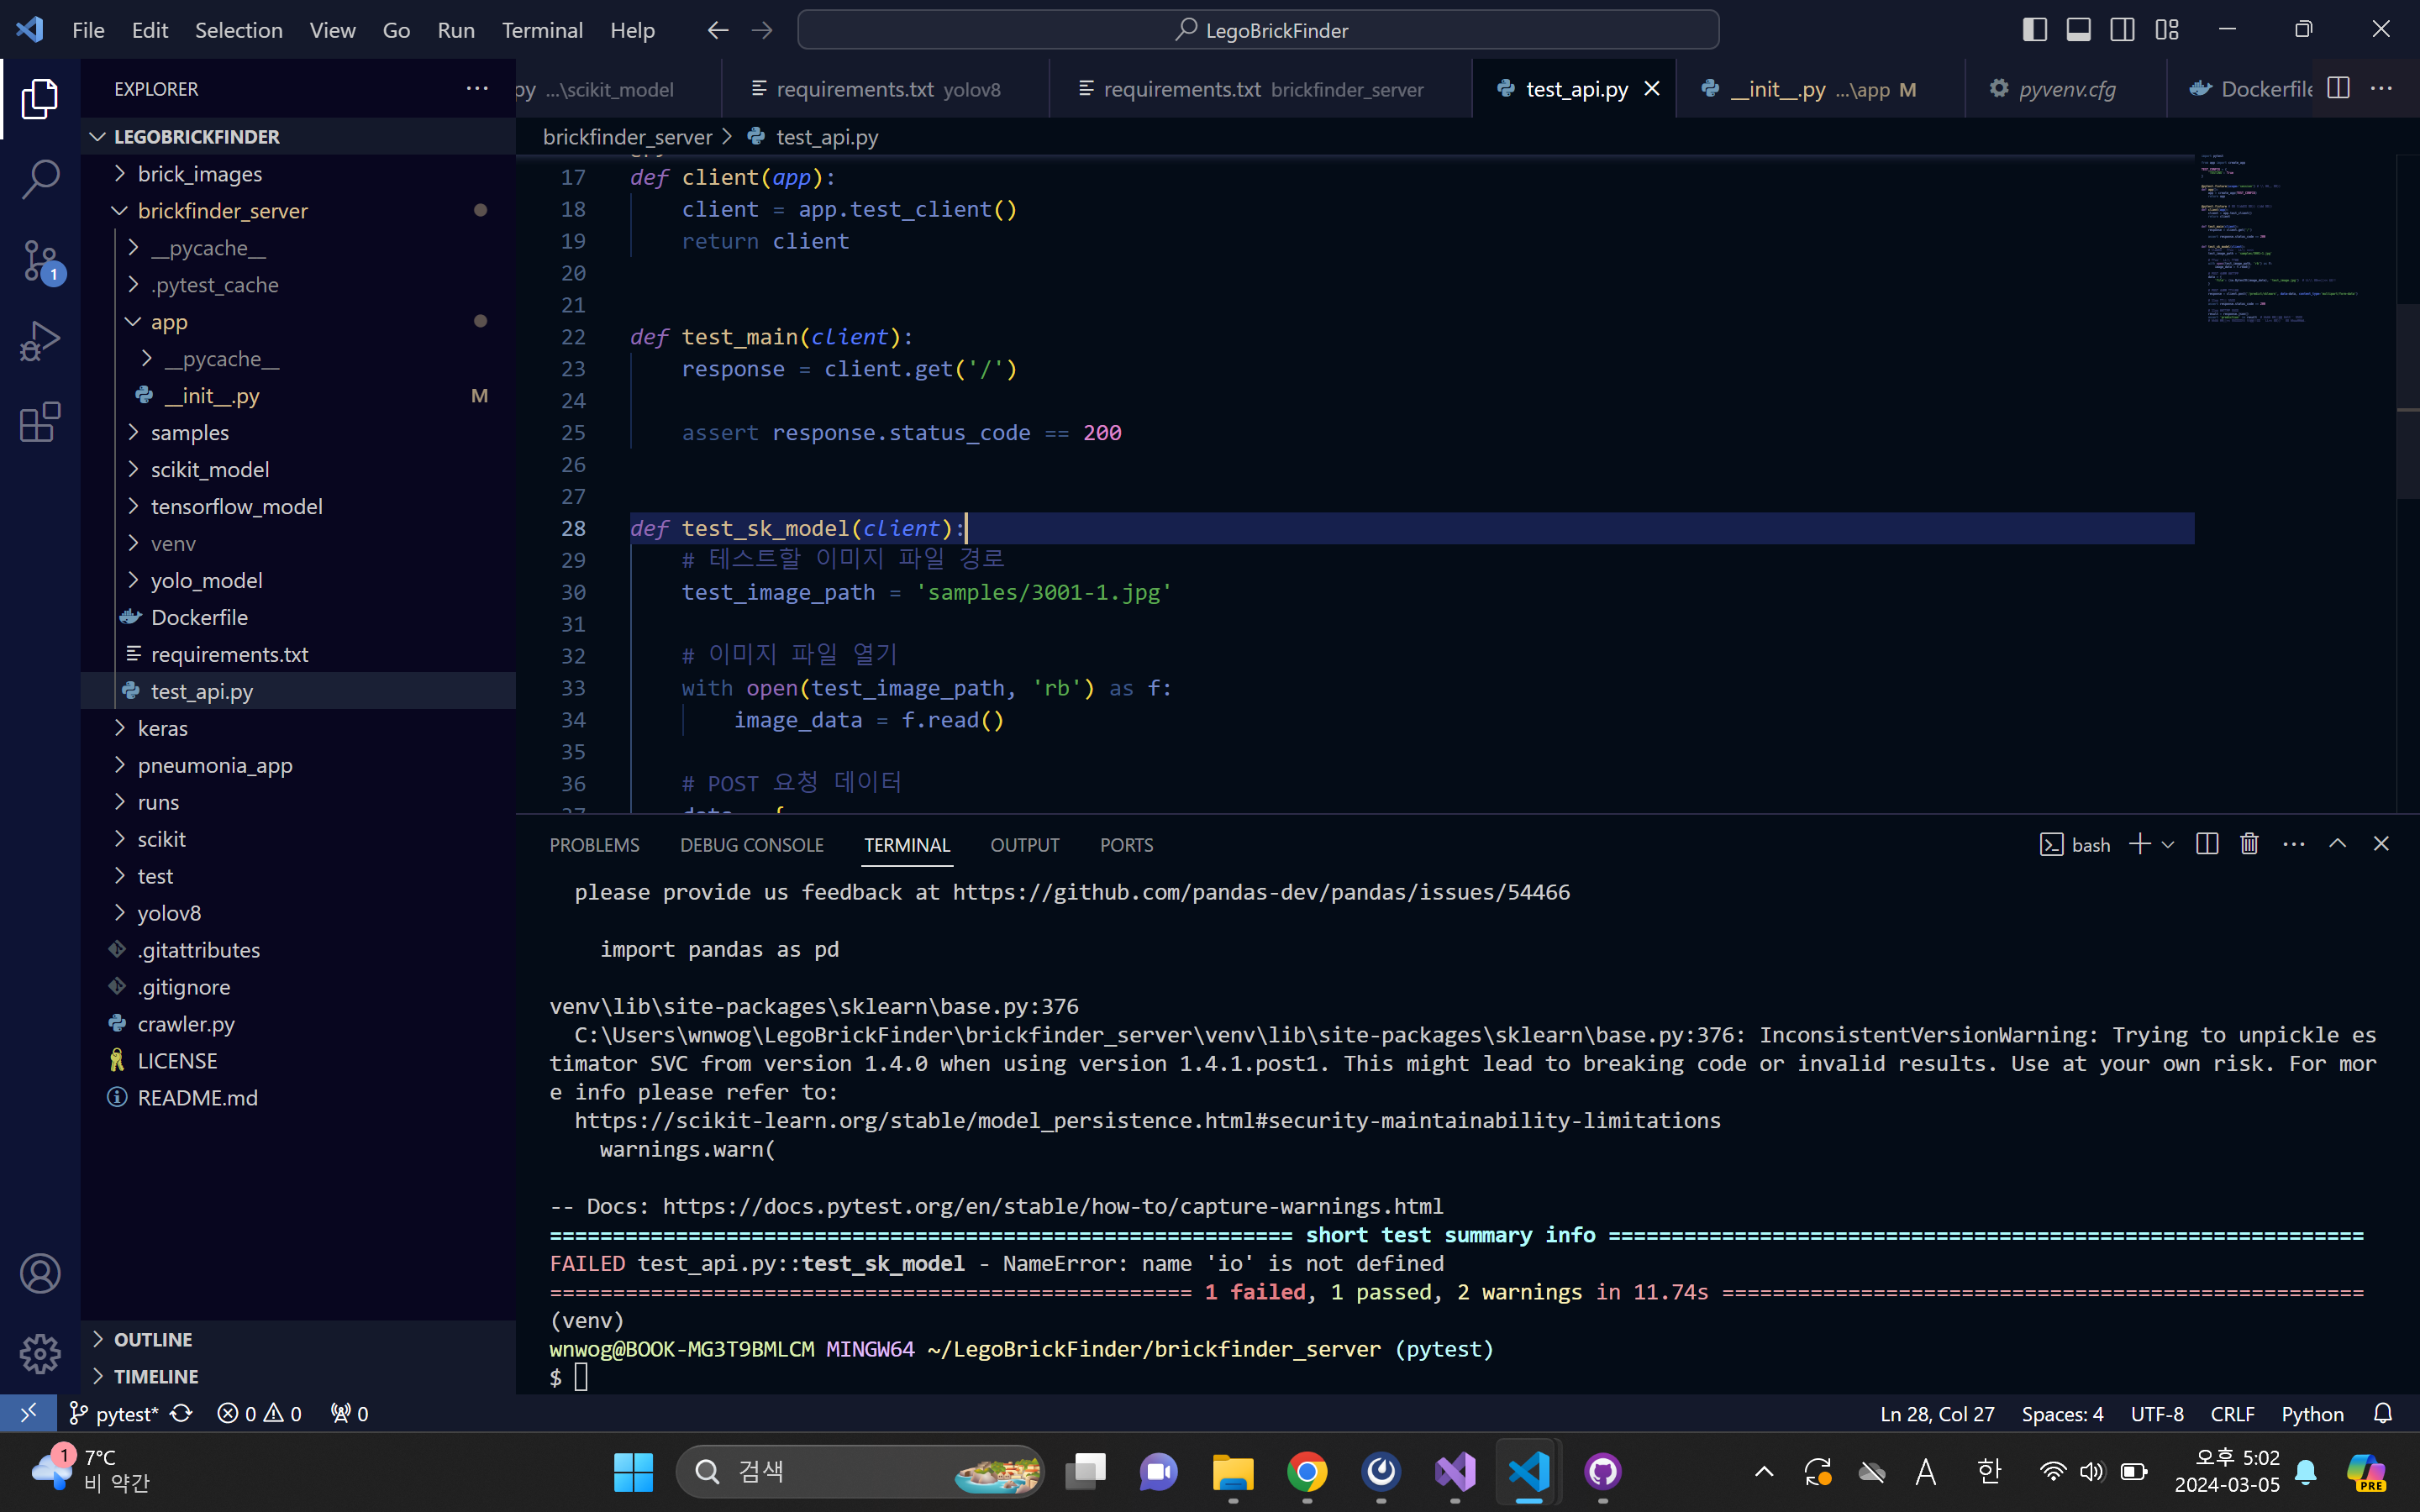 File Edit Selection View Go Run Terminal Help
LegoBrickFinder
EXPLORER
py ...\scikit_model
requirements.txt yolov8
requirements.txt brickfinder_server
test_api.py
__init__.py ...\app M
pyvenv.cfg
Dockerfile
LEGOBRICKFINDER
brick_images
brickfinder_server
__pycache__
.pytest_cache
app
__pycache__
__init__.py M
samples
scikit_model
tensorflow_model
venv
yolo_model
Dockerfile
requirements.txt
test_api.py
keras
pneumonia_app
runs
scikit
test
yolov8
.gitattributes
.gitignore
crawler.py
LICENSE
README.md
OUTLINE
TIMELINE
1
brickfinder_server > test_api.py
17 def client(app):
18 client = app.test_client()
19 return client
20
21
22 def test_main(client):
23 response = client.get('/')
24
25 assert response.status_code == 200
26
27
28 def test_sk_model(client):
29 # 테스트할 이미지 파일 경로
30 test_image_path = 'samples/3001-1.jpg'
31
32 # 이미지 파일 열기
33 with open(test_image_path, 'rb') as f:
34 image_data = f.read()
35
36 # POST 요청 데이터
PROBLEMS DEBUG CONSOLE TERMINAL OUTPUT PORTS
bash
please provide us feedback at https://github.com/pandas-dev/pandas/issues/54466
import pandas as pd
venv\lib\site-packages\sklearn\base.py:376
C:\Users\wnwog\LegoBrickFinder\brickfinder_server\venv\lib\site-packages\sklearn\base.py:376: InconsistentVersionWarning: Trying to unpickle es
timator SVC from version 1.4.0 when using version 1.4.1.post1. This might lead to breaking code or invalid results. Use at your own risk. For mor
e info please refer to:
https://scikit-learn.org/stable/model_persistence.html#security-maintainability-limitations
warnings.warn(
-- Docs: https://docs.pytest.org/en/stable/how-to/capture-warnings.html
short test summary info
FAILED test_api.py::test_sk_model - NameError: name 'io' is not defined
1 failed, 1 passed, 2 warnings in 11.74s
(venv)
wnwog@BOOK-MG3T9BMLCM MINGW64 ~/LegoBrickFinder/brickfinder_server (pytest)
$
pytest* 0 0 0
Ln 28, Col 27 Spaces: 4 UTF-8 CRLF Python
1
7°C
비 약간
검색
A
한
오후 5:02
2024-03-05
PRE